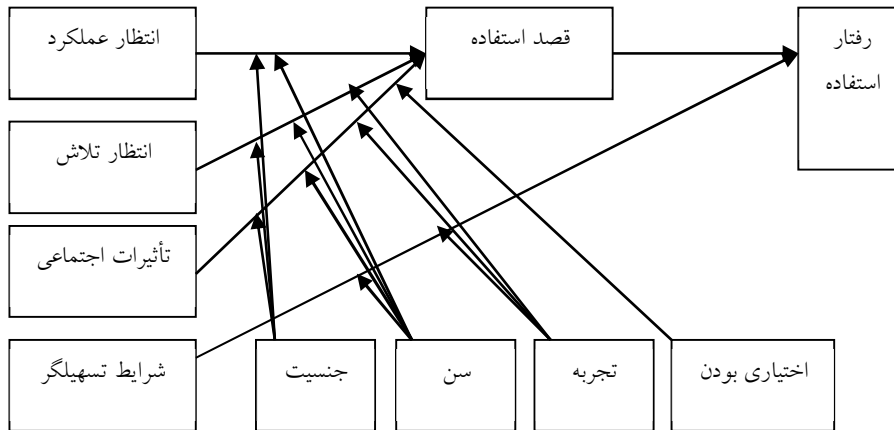 انتظار عملکرد
قصد استفاده
رفتار
استفاده
انتظار تلاش
تأثیرات اجتماعی
شرایط تسهیلگر
جنسیت
سن
تجربه
اختیاری بودن